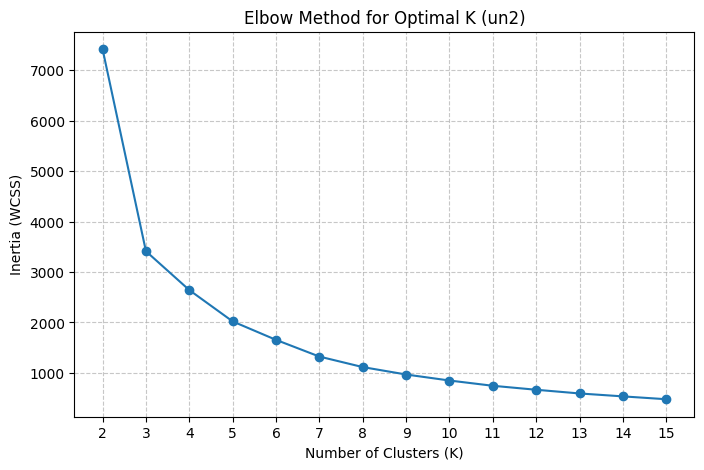 Elbow Method for Optimal K (un2)
Inertia (WCSS)
7000
6000
5000
4000
3000
2000
1000
2 3 4 5 6 7 8 9 10 11 12 13 14 15
Number of Clusters (K)